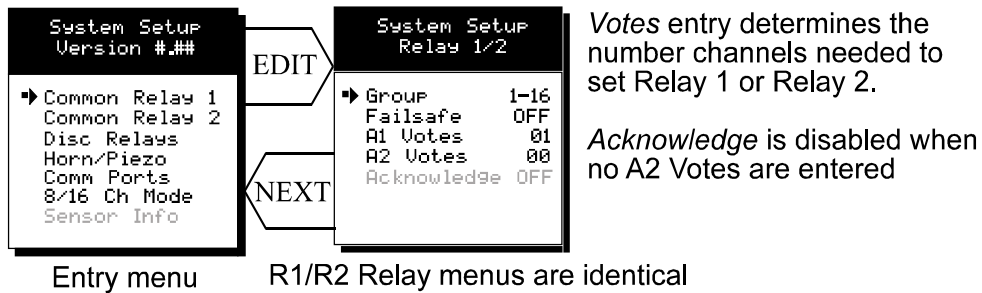 System Setup
Version #.##
➔ Common Relay 1
Common Relay 2
Disc Relays
Horn/Piezo
Comm Ports
8/16 Ch Mode
Sensor Info
Entry menu
EDIT
NEXT
System Setup
Relay 1/2
➔ Group 1-16
Failsafe OFF
A1 Votes 01
A2 Votes 00
Acknowledge OFF
R1/R2 Relay menus are identical
Votes entry determines the
number channels needed to
set Relay 1 or Relay 2.
Acknowledge is disabled when
no A2 Votes are entered